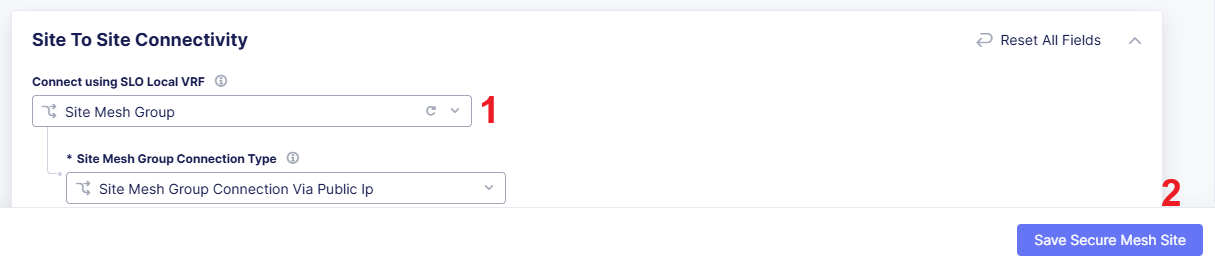 Site To Site Connectivity
Reset All Fields
Connect using SLO Local VRF
Site Mesh Group
1
* Site Mesh Group Connection Type
Site Mesh Group Connection Via Public Ip
2
Save Secure Mesh Site